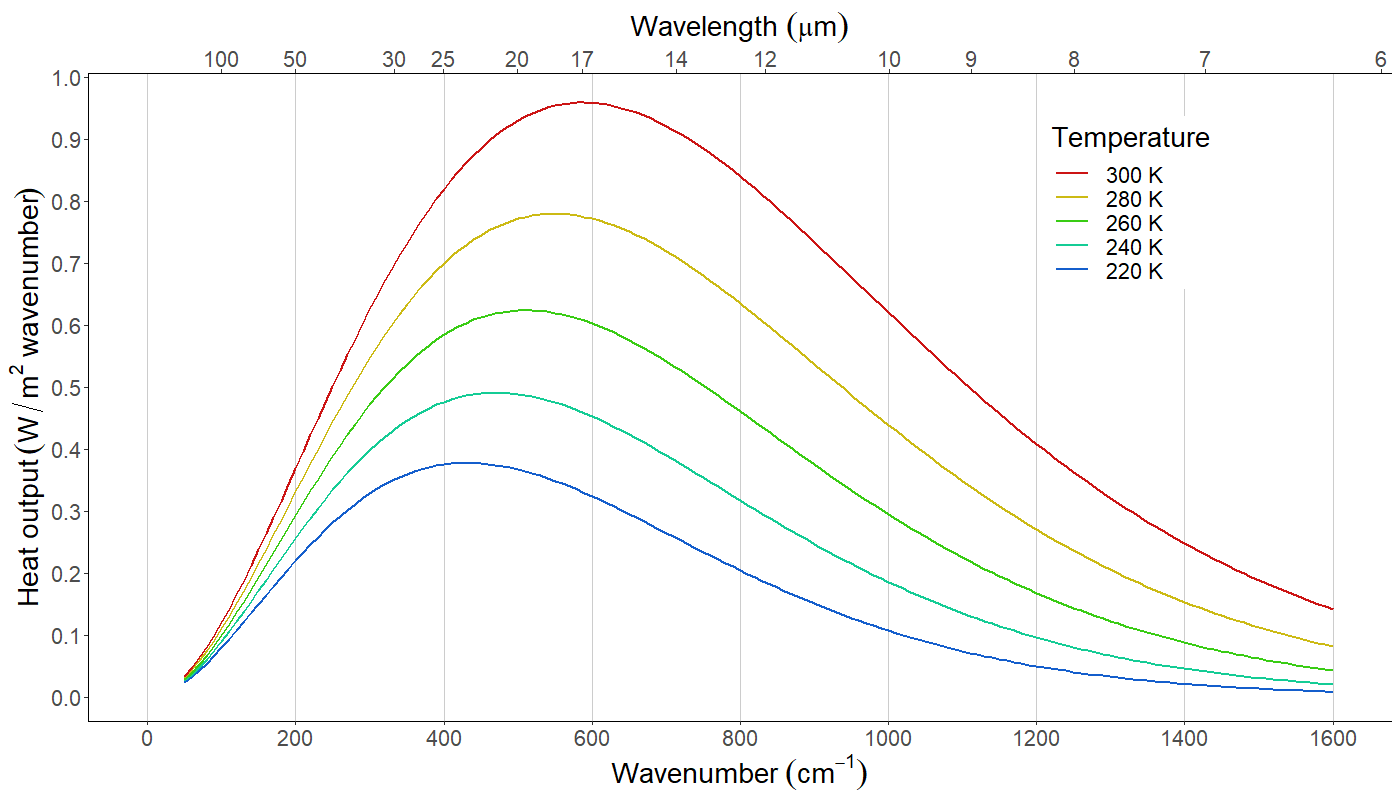 Wavelength (μm)
100 50 30 25 20 17 14 12 10 9 8 7 6
1.0
0.9
0.8
0.7
0.6
0.5
0.4
0.3
0.2
0.1
0.0
Heat output (W / m² wavenumber)
Temperature
300 K
280 K
260 K
240 K
220 K
0 200 400 600 800 1000 1200 1400 1600
Wavenumber (cm⁻¹)